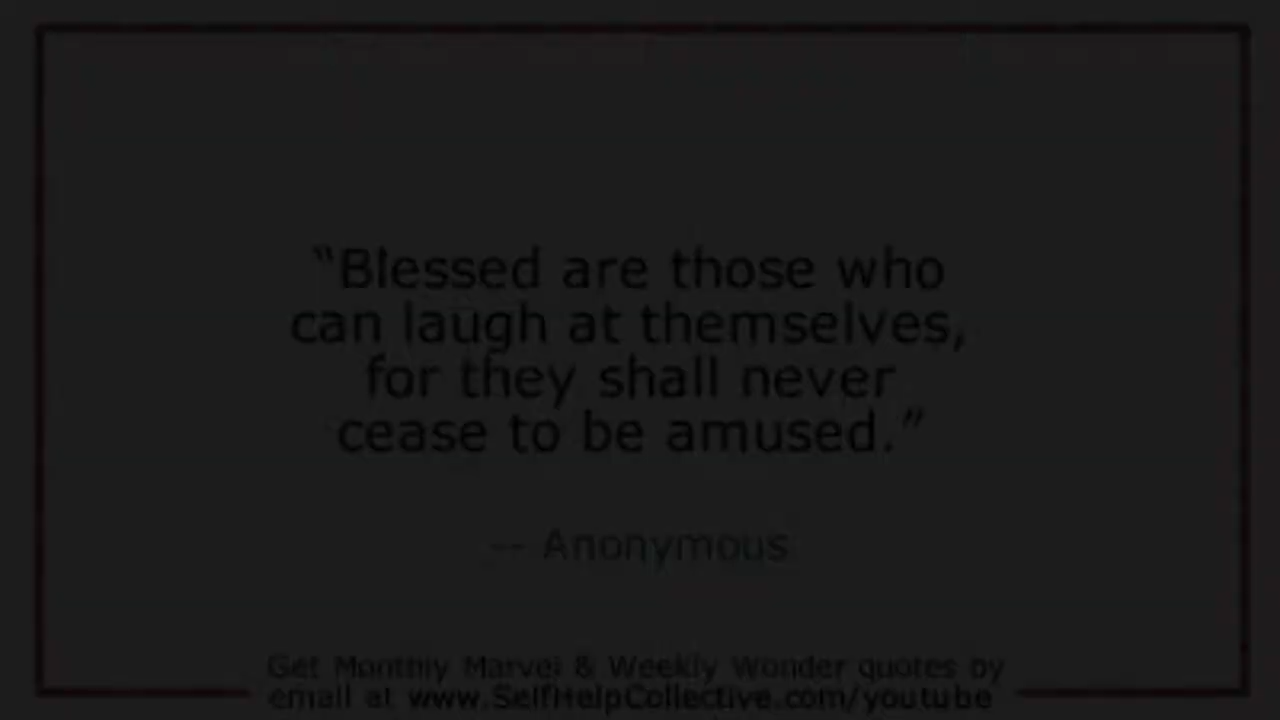 “Blessed are those who
can laugh at themselves,
for they shall never
cease to be amused.”
-- Anonymous
Get Monthly Marvel & Weekly Wonder quotes by
email at www.SelfHelpCollective.com/youtube